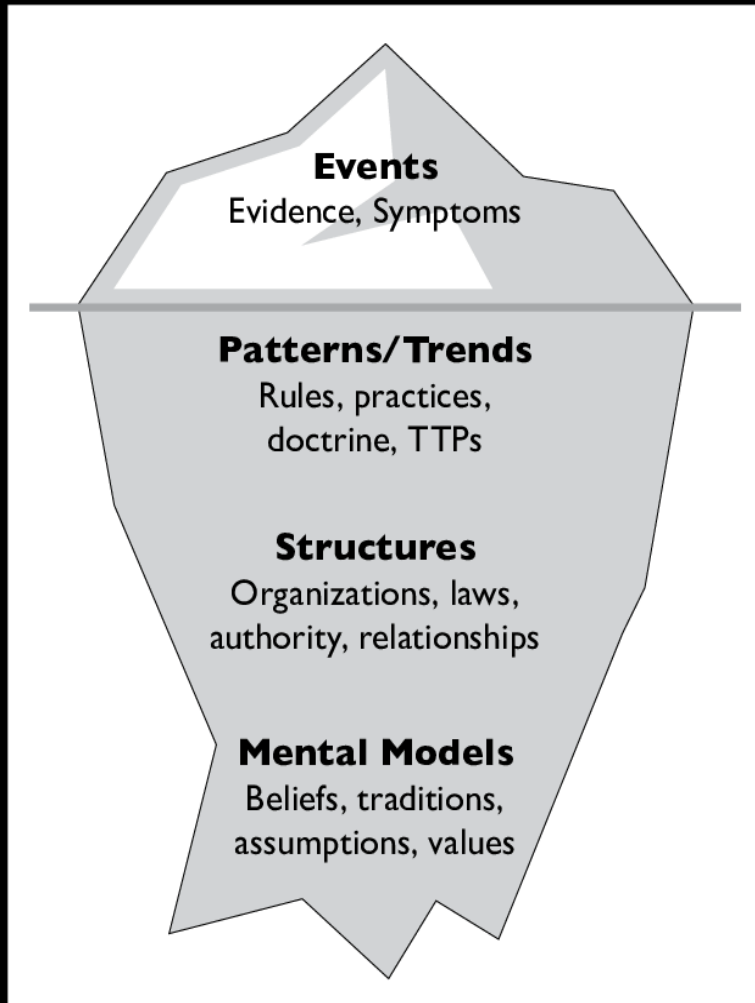 Events
Evidence, Symptoms
Patterns/Trends
Rules, practices,
doctrine, TTPs
Structures
Organizations, laws,
authority, relationships
Mental Models
Beliefs, traditions,
assumptions, values